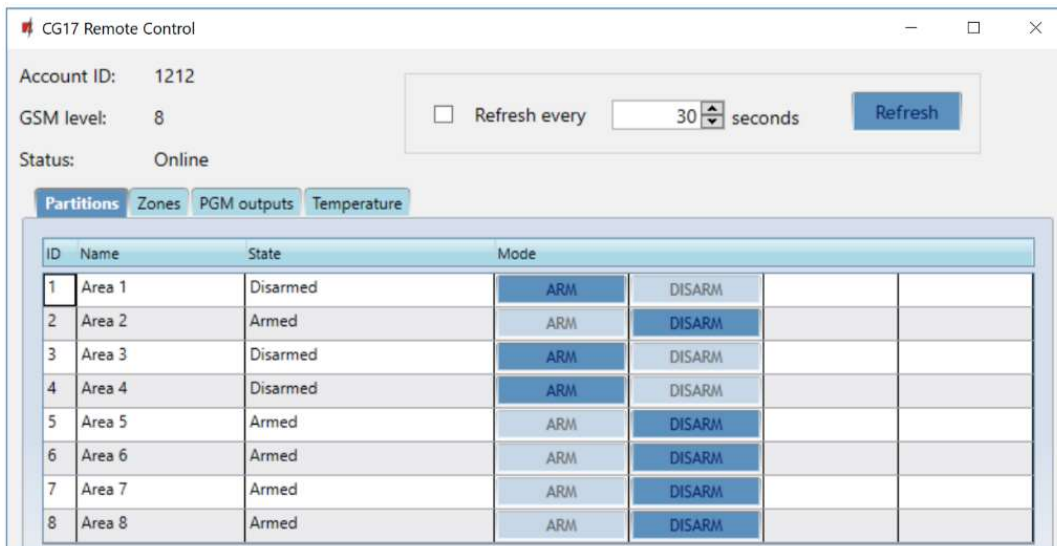 CG17 Remote Control
Account ID: 1212
GSM level: 8
Status: Online
Refresh every 30 seconds Refresh
Partitions Zones PGM outputs Temperature
ID Name State Mode
1 Area 1 Disarmed ARM DISARM
2 Area 2 Armed ARM DISARM
3 Area 3 Disarmed ARM DISARM
4 Area 4 Disarmed ARM DISARM
5 Area 5 Armed ARM DISARM
6 Area 6 Armed ARM DISARM
7 Area 7 Armed ARM DISARM
8 Area 8 Armed ARM DISARM